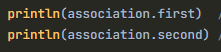 println(association.first) /
println(association.second) /